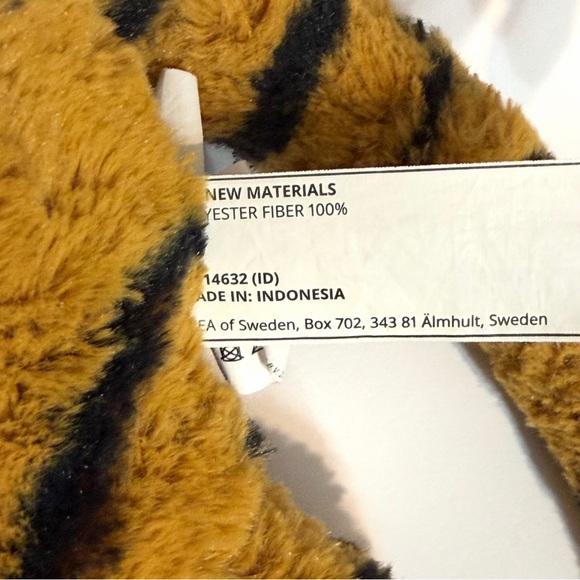 NEW MATERIALS
YESTER FIBER 100%
14632 (ID)
ADE IN: INDONESIA
EA of Sweden, Box 702, 343 81 Älmhult, Sweden